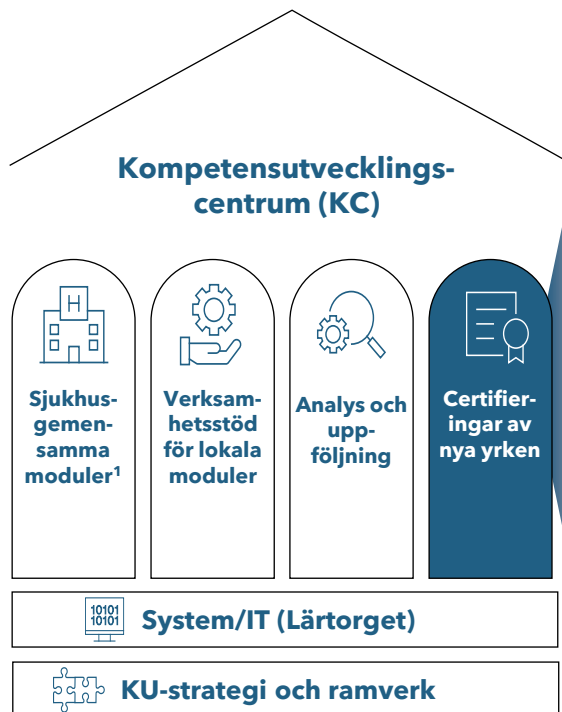 Kompetensutvecklings-
centrum (KC)
H
Sjukhus-
gemen-
samma
moduler¹
Verksam-
hetsstöd
för lokala
moduler
Analys och
upp-
följning
Certifier-
ingar av
nya yrken
10101
10101
System/IT (Lärtorget)
KU-strategi och ramverk